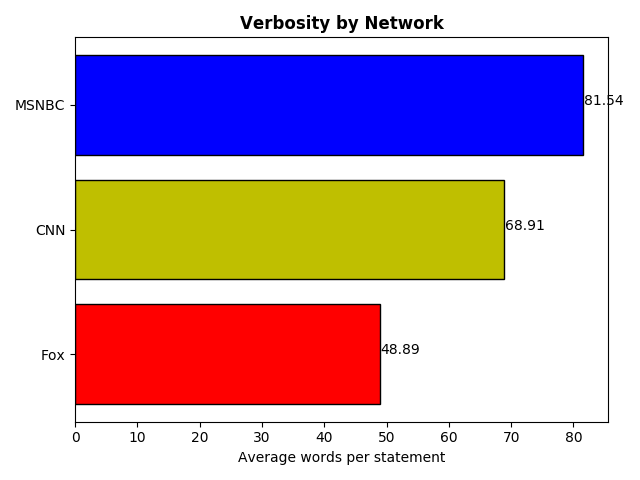 Verbosity by Network
MSNBC
81.54
CNN
68.91
Fox
48.89
0 10 20 30 40 50 60 70 80
Average words per statement